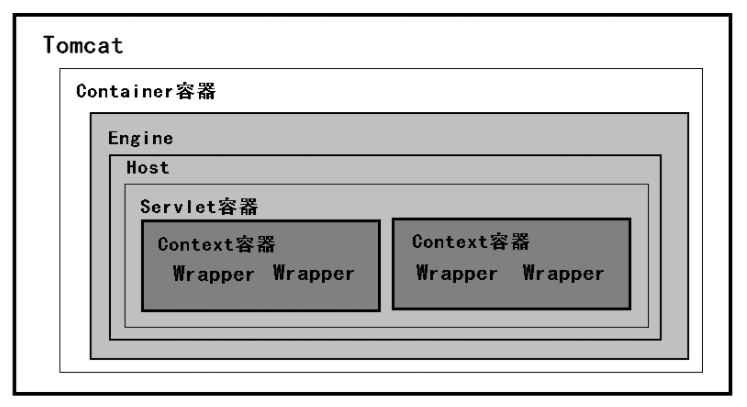 Tomcat
Container容器
Engine
Host
Servlet容器
Context容器
Wrapper Wrapper
Context容器
Wrapper Wrapper